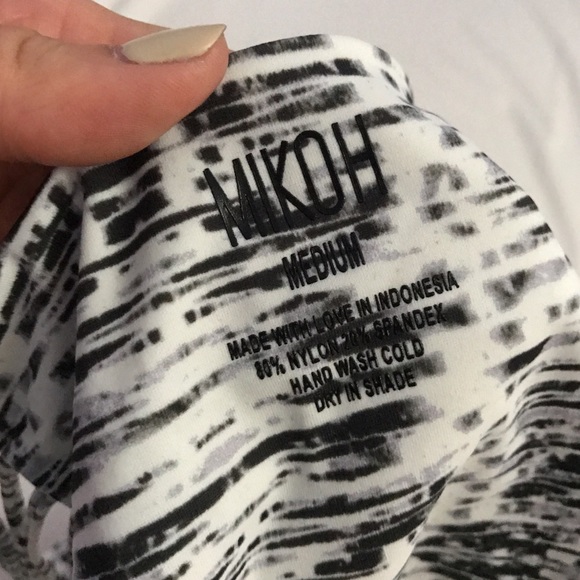 MIKOH
MEDIUM
MADE WITH LOVE IN INDONESIA
80% NYLON 20% SPANDEX
HAND WASH COLD
DRY IN SHADE